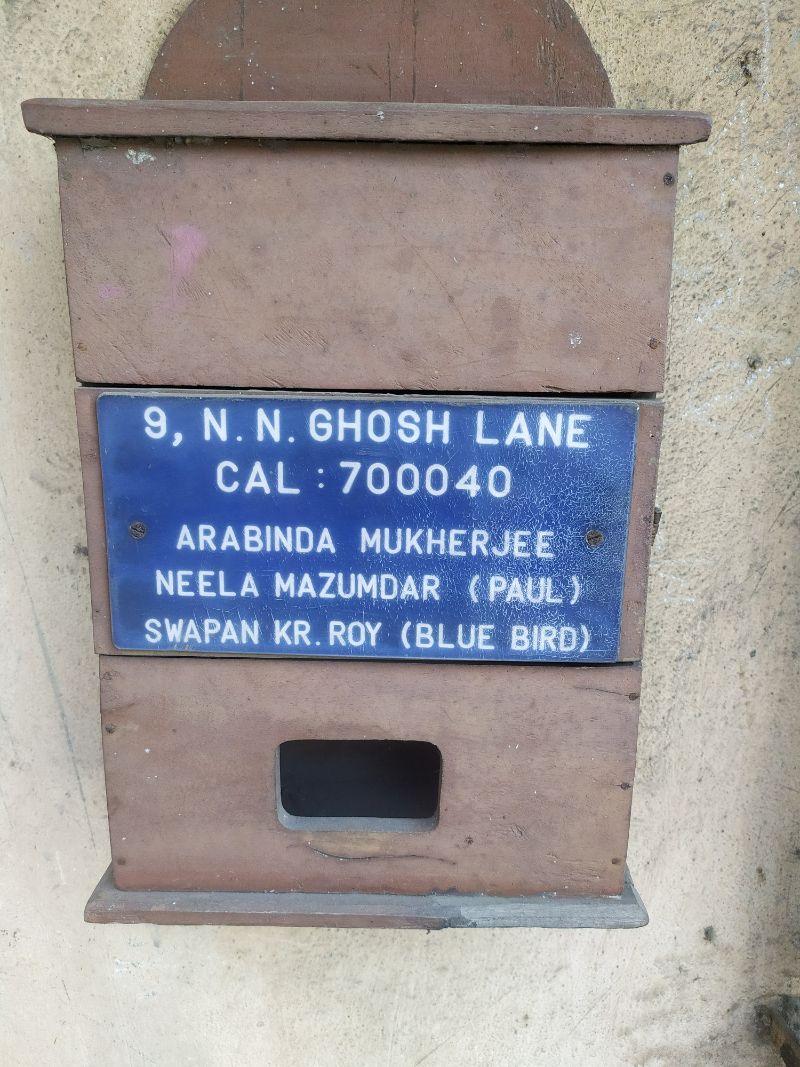 9, N. N. GHOSH LANE
CAL : 700040
ARABINDA MUKHERJEE
NEELA MAZUMDAR (PAUL)
SWAPAN KR. ROY (BLUE BIRD)